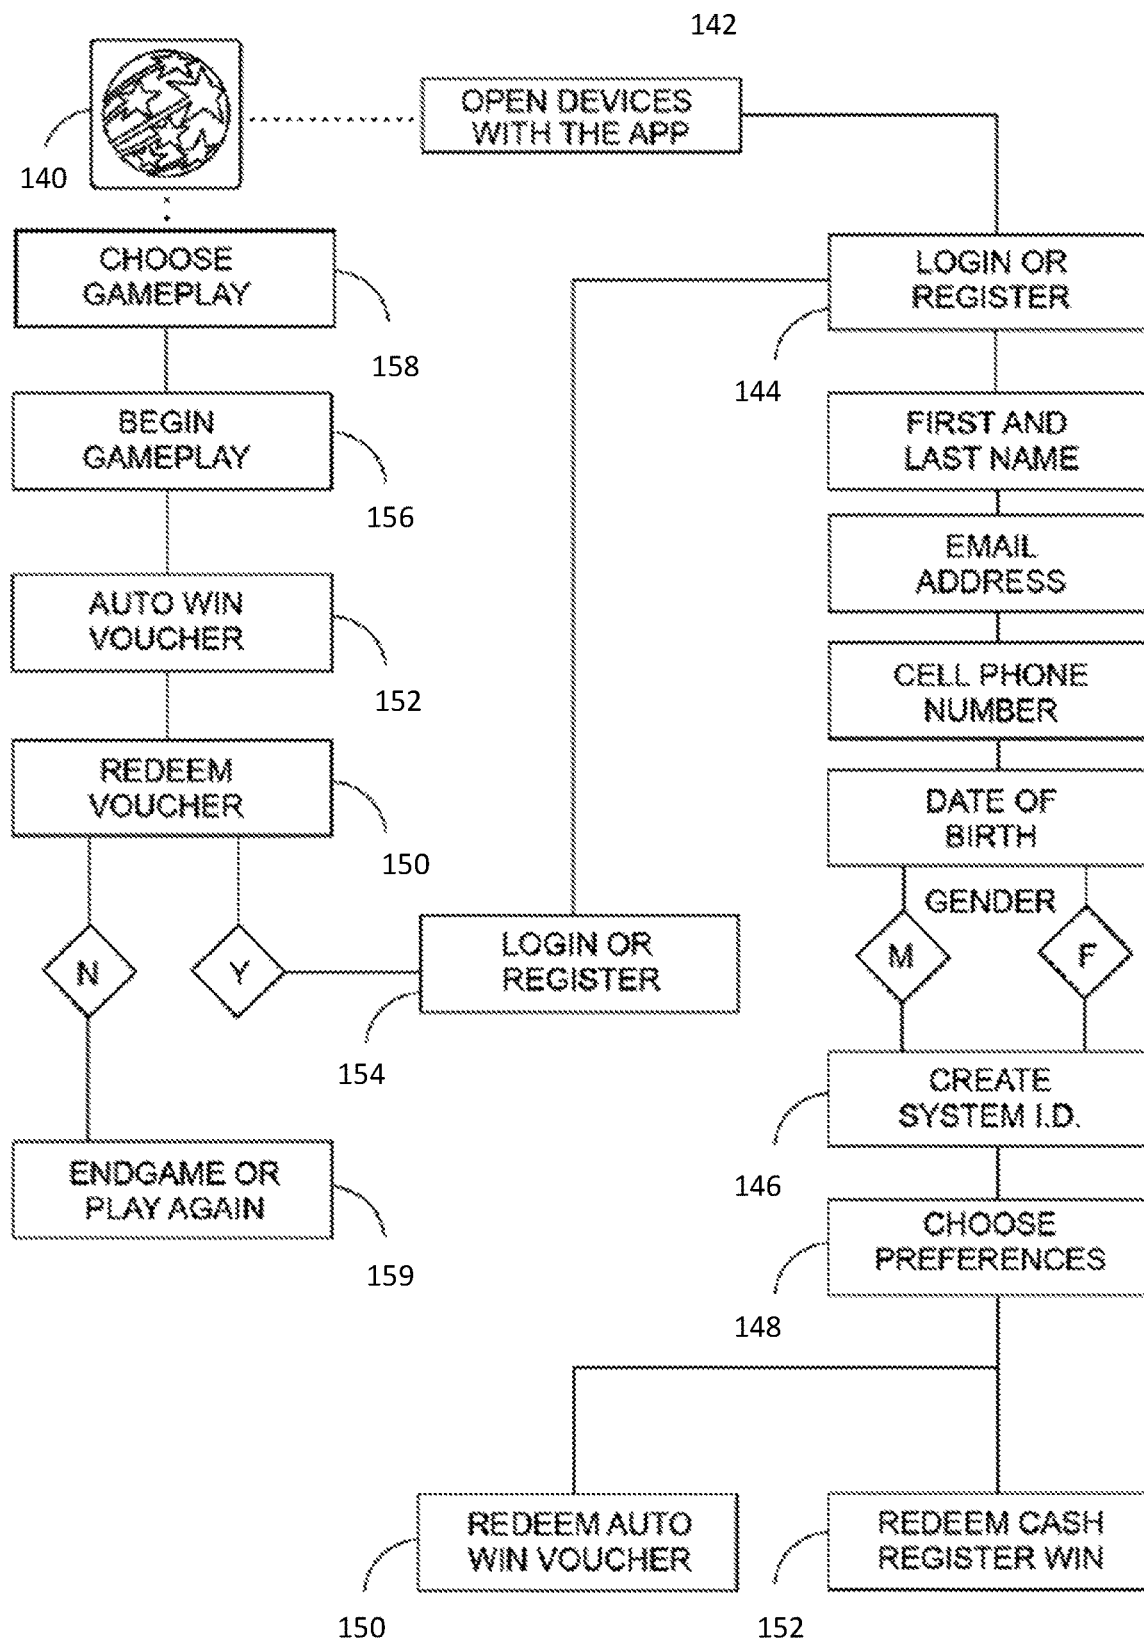 142
OPEN DEVICES
WITH THE APP
140
CHOOSE
GAMEPLAY
158
BEGIN
GAMEPLAY
156
AUTO WIN
VOUCHER
152
REDEEM
VOUCHER
150
N
Y
LOGIN OR
REGISTER
154
ENDGAME OR
PLAY AGAIN
159
LOGIN OR
REGISTER
144
FIRST AND
LAST NAME
EMAIL
ADDRESS
CELL PHONE
NUMBER
DATE OF
BIRTH
GENDER
M
F
CREATE
SYSTEM I.D.
146
CHOOSE
PREFERENCES
148
REDEEM AUTO
WIN VOUCHER
150
REDEEM CASH
REGISTER WIN
152